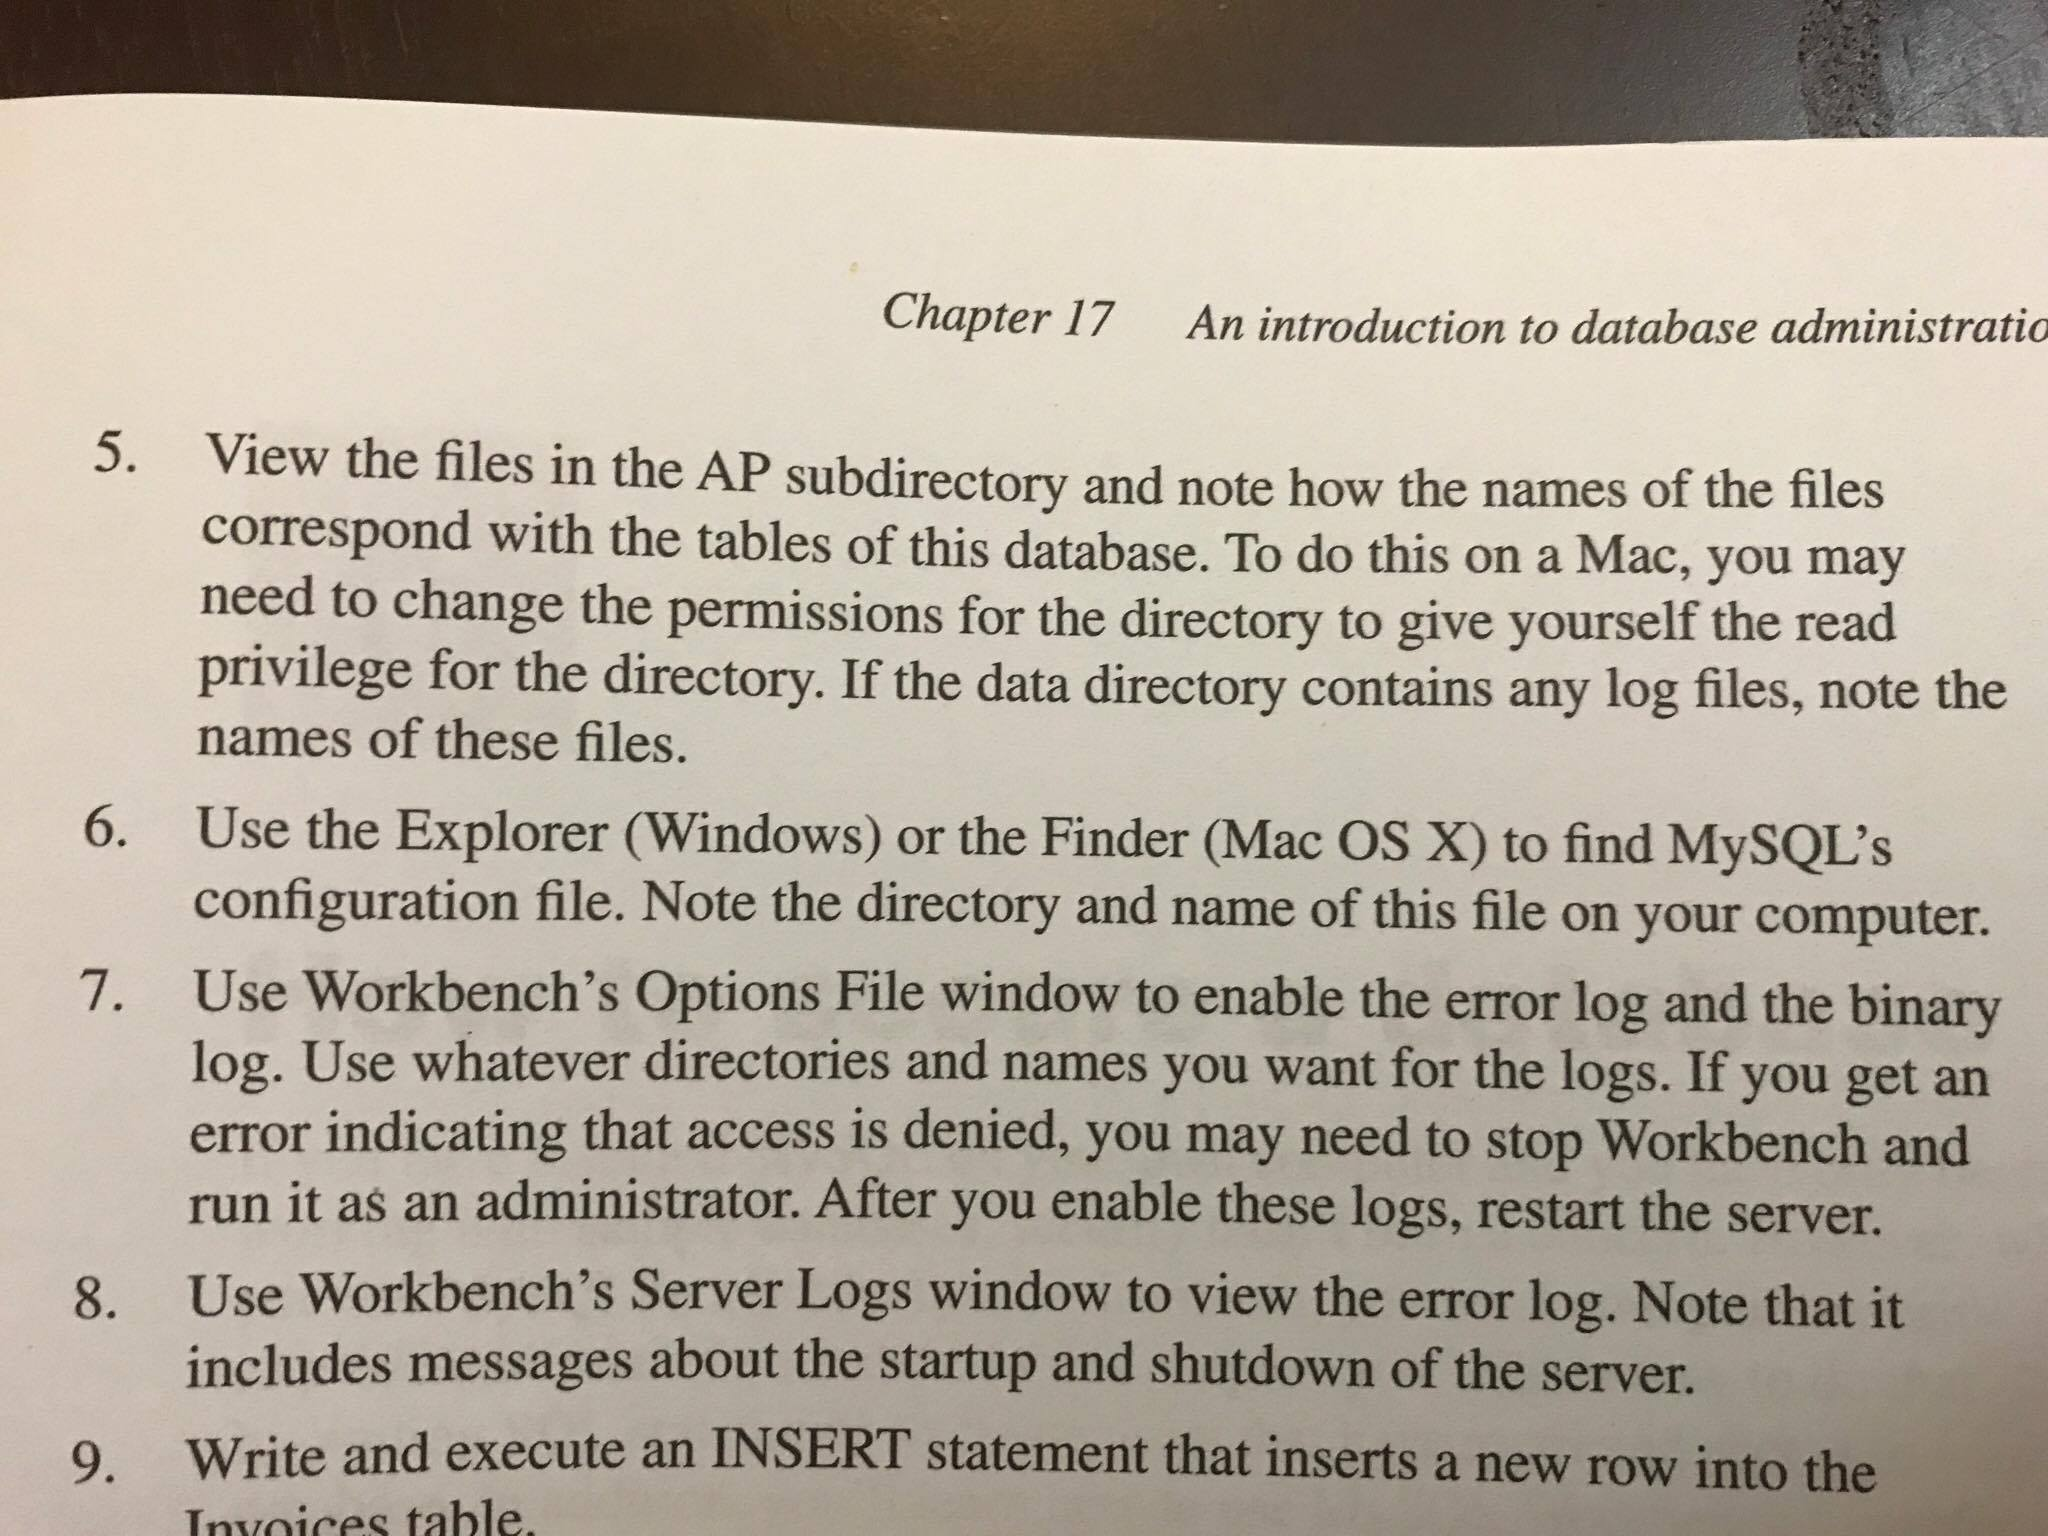 Chapter 17 An introduction to database administratio
5. View the files in the AP subdirectory and note how the names of the files
correspond with the tables of this database. To do this on a Mac, you may
need to change the permissions for the directory to give yourself the read
privilege for the directory. If the data directory contains any log files, note the
names of these files.
6. Use the Explorer (Windows) or the Finder (Mac OS X) to find MySQL’s
configuration file. Note the directory and name of this file on your computer.
7. Use Workbench’s Options File window to enable the error log and the binary
log. Use whatever directories and names you want for the logs. If you get an
error indicating that access is denied, you may need to stop Workbench and
run it as an administrator. After you enable these logs, restart the server.
8. Use Workbench’s Server Logs window to view the error log. Note that it
includes messages about the startup and shutdown of the server.
9. Write and execute an INSERT statement that inserts a new row into the
Invoices table.